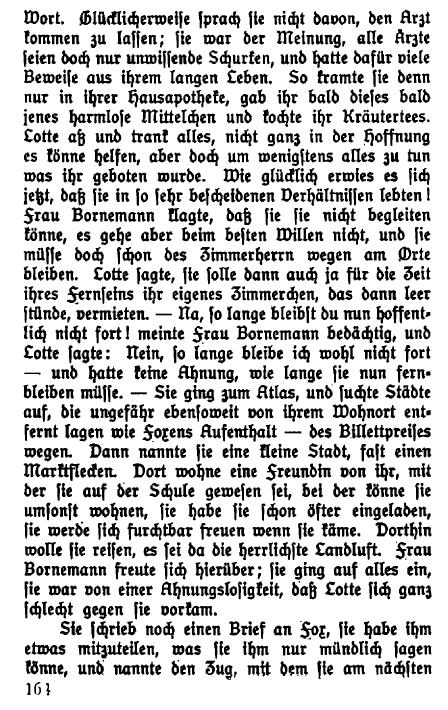 Wort. Glücklicherweise sprach sie nicht davon, den Arzt
kommen zu lassen; sie war der Meinung, alle Ärzte
seien doch nur unwissende Schurken, und hatte dafür viele
Beweise aus ihrem langen Leben. So kramte sie denn
nur in ihrer Hausapotheke, gab ihr bald dieses bald
jenes harmlose Mittelchen und kochte ihr Kräutertees.
Lotte aß und trank alles, nicht ganz in der Hoffnung
es könne helfen, aber doch um wenigstens alles zu tun
was ihr geboten wurde. Wie glücklich erwies es sich
jetzt, daß sie in so sehr bescheidenen Verhältnissen lebten!
Frau Bornemann klagte, daß sie sie nicht begleiten
könne, es gehe aber beim besten Willen nicht, und sie
müsse doch schon des Zimmerherrn wegen am Orte
bleiben. Lotte sagte, sie solle dann auch ja für die Zeit
ihres Fernseins ihr eigenes Zimmerchen, das dann leer
stünde, vermieten. — Na, so lange bleibst du nun hoffent-
lich nicht fort! meinte Frau Bornemann bedächtig, und
Lotte sagte: Nein, so lange bleibe ich wohl nicht fort
— und hatte keine Ahnung, wie lange sie nun fern-
bleiben müsse. — Sie ging zum Atlas, und suchte Städte
auf, die ungefähr ebensoweit von ihrem Wohnort ent-
fernt lagen wie Foxens Aufenthalt — des Billettpreises
wegen. Dann nannte sie eine kleine Stadt, fast einen
Marktflecken. Dort wohne eine Freundin von ihr, mit
der sie auf der Schule gewesen sei, bei der könne sie
umsonst wohnen, sie habe sie schon öfter eingeladen,
sie werde sich furchtbar freuen wenn sie käme. Dorthin
wolle sie reisen, es sei da die herrlichste Landluft. Frau
Bornemann freute sich hierüber; sie ging auf alles ein,
sie war von einer Ahnungslosigkeit, daß Lotte sich ganz
schlecht gegen sie vorkam.
Sie schrieb noch einen Brief an Fox, sie habe ihm
etwas mitzuteilen, was sie ihm nur mündlich sagen
könne, und nannte den Zug, mit dem sie am nächsten
164